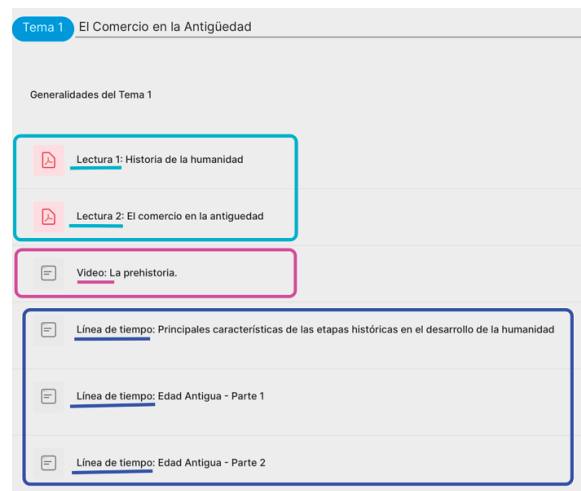 Tema 1 El Comercio en la Antigüedad
Generalidades del Tema 1
Lectura 1: Historia de la humanidad
Lectura 2: El comercio en la antiguedad
Video: La prehistoria.
Línea de tiempo: Principales características de las etapas históricas en el desarrollo de la humanidad
Línea de tiempo: Edad Antigua - Parte 1
Línea de tiempo: Edad Antigua - Parte 2